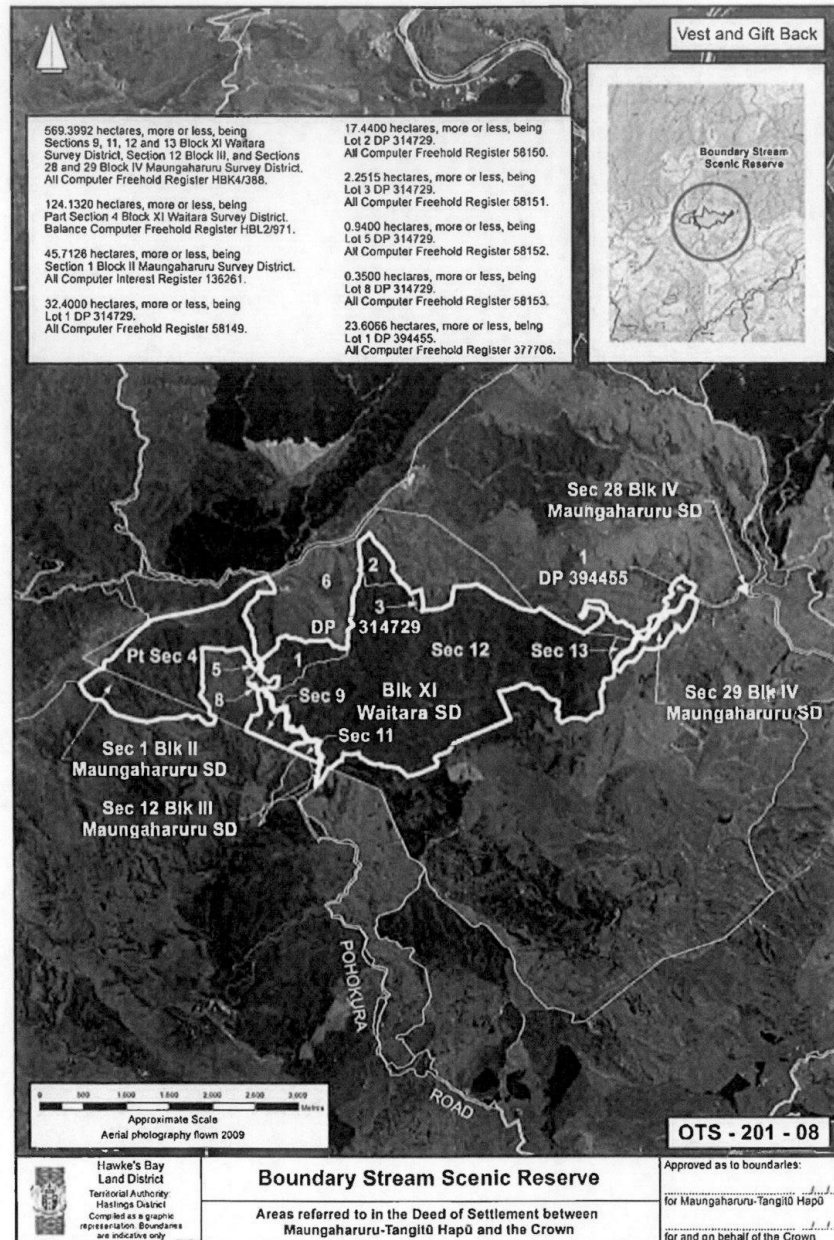 Vest and Gift Back
569.3992 hectares, more or less, being
Sections 9, 11, 12 and 13 Block XI Waitara
Survey District, Section 12 Block III, and Sections
28 and 29 Block IV Maungaharuru Survey District.
All Computer Freehold Register HBK4/388.
124.1320 hectares, more or less, being
Part Section 4 Block XI Waitara Survey District.
Balance Computer Freehold Register HBL2/971.
45.7126 hectares, more or less, being
Section 1 Block II Maungaharuru Survey District.
All Computer Interest Register 136261.
32.4000 hectares, more or less, being
Lot 1 DP 314729.
All Computer Freehold Register 58149.
17.4400 hectares, more or less, being
Lot 2 DP 314729.
All Computer Freehold Register 58150.
2.2515 hectares, more or less, being
Lot 3 DP 314729.
All Computer Freehold Register 58151.
0.9400 hectares, more or less, being
Lot 5 DP 314729.
All Computer Freehold Register 58152.
0.3500 hectares, more or less, being
Lot 8 DP 314729.
All Computer Freehold Register 58153.
23.6066 hectares, more or less, being
Lot 1 DP 394455.
All Computer Freehold Register 377706.
Boundary Stream
Scenic Reserve
Sec 28 Blk IV
Maungaharuru SD
1
DP 394455
2
6
3
DP 314729
Pt Sec 4
5
1
Sec 12
Sec 13
8
Sec 9
Blk XI
Waitara SD
Sec 29 Blk IV
Maungaharuru SD
Sec 11
Sec 1 Blk II
Maungaharuru SD
Sec 12 Blk III
Maungaharuru SD
POHOKURA
ROAD
0 500 1,000 1,500 2,000 2,500 3,000
Metres
Approximate Scale
Aerial photography flown 2009
OTS - 201 - 08
Hawke's Bay
Land District
Territorial Authority:
Hastings District
Compiled as a graphic
representation. Boundaries
are indicative only
Boundary Stream Scenic Reserve
Areas referred to in the Deed of Settlement between
Maungaharuru-Tangitū Hapū and the Crown
Approved as to boundaries:
for Maungaharuru-Tangitū Hapū
for and on behalf of the Crown